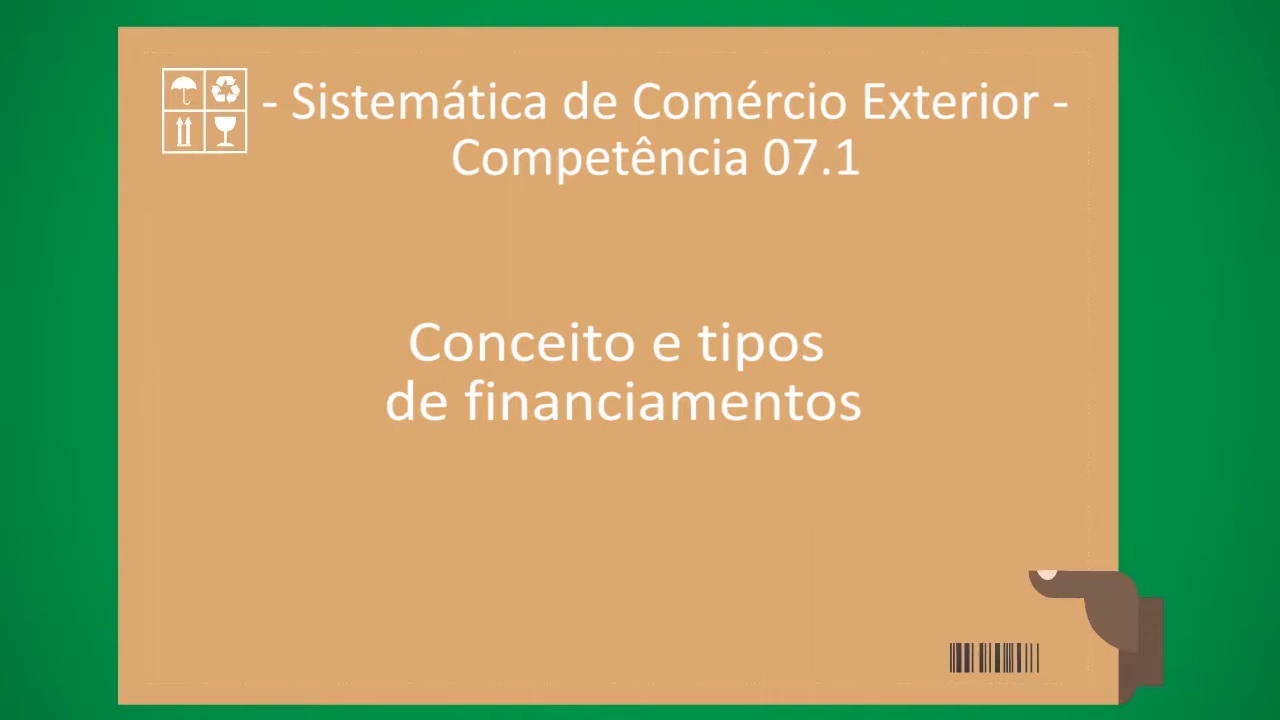 - Sistemática de Comércio Exterior -
Competência 07.1
Conceito e tipos
de financiamentos